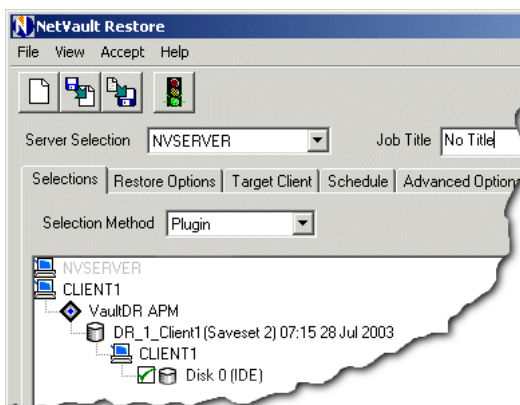 NetVault Restore
File View Accept Help
Server Selection NVSERVER Job Title No Title
Selections Restore Options Target Client Schedule Advanced Options
Selection Method Plugin
NVSERVER
CLIENT1
VaultDR APM
DR_1_Client1 (Saveset 2) 07:15 28 Jul 2003
CLIENT1
Disk 0 (IDE)